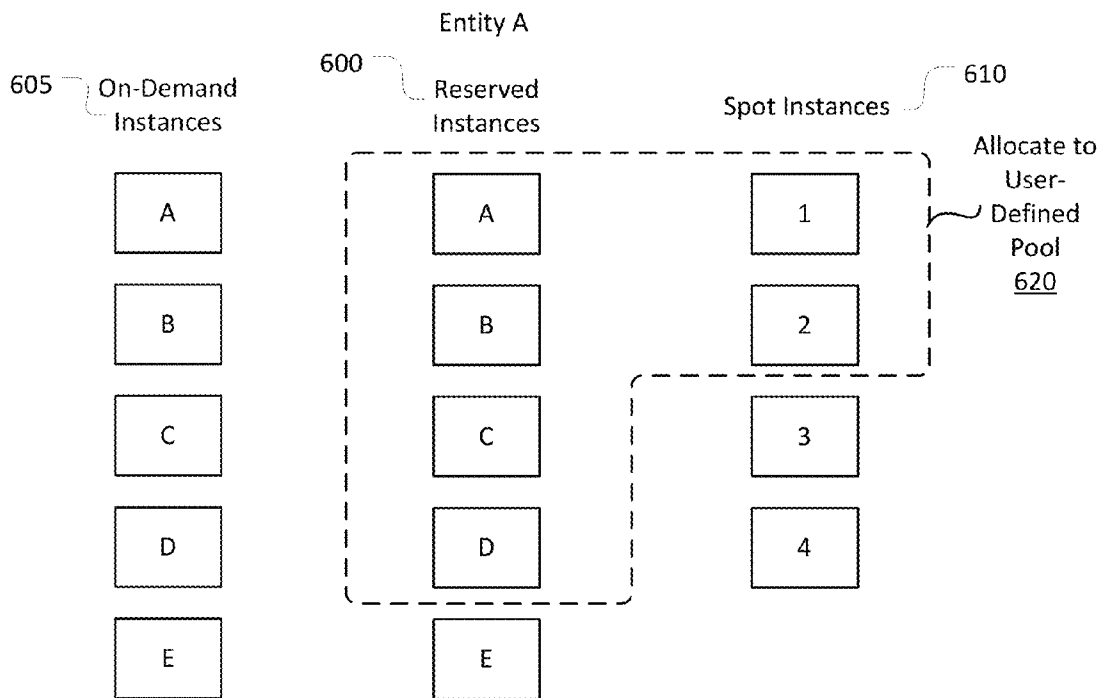 Entity A
605
On-Demand
Instances
600
Reserved
Instances
Spot Instances
610
Allocate to
User-
Defined
Pool
620
A
A
1
B
B
2
C
C
3
D
D
4
E
E